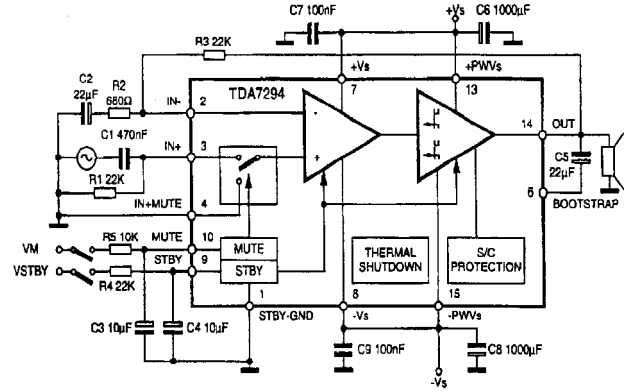 C7 100nF
+Vs
C6 1000µF
R3 22K
+Vs
+PWVs
C2
22µF
R2
680Ω
IN-
2
TDA7294
7
13
C1 470nF
IN+
3
-
+
14
OUT
C5
22µF
R1 22K
4
IN+MUTE
6
BOOTSTRAP
VM
R5 10K
MUTE
10
MUTE
THERMAL
SHUTDOWN
S/C
PROTECTION
VSTBY
R4 22K
STBY
9
STBY
1
8
15
STBY-GND
-Vs
-PWVs
C3 10µF
C4 10µF
C9 100nF
C8 1000µF
-Vs